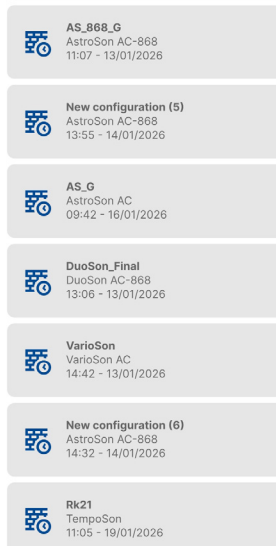 AS_868_G
AstroSon AC-868
11:07 - 13/01/2026
New configuration (5)
AstroSon AC-868
13:55 - 14/01/2026
AS_G
AstroSon AC
09:42 - 16/01/2026
DuoSon_Final
DuoSon AC-868
13:06 - 13/01/2026
VarioSon
VarioSon AC
14:42 - 13/01/2026
New configuration (6)
AstroSon AC-868
14:32 - 14/01/2026
Rk21
TempoSon
11:05 - 19/01/2026